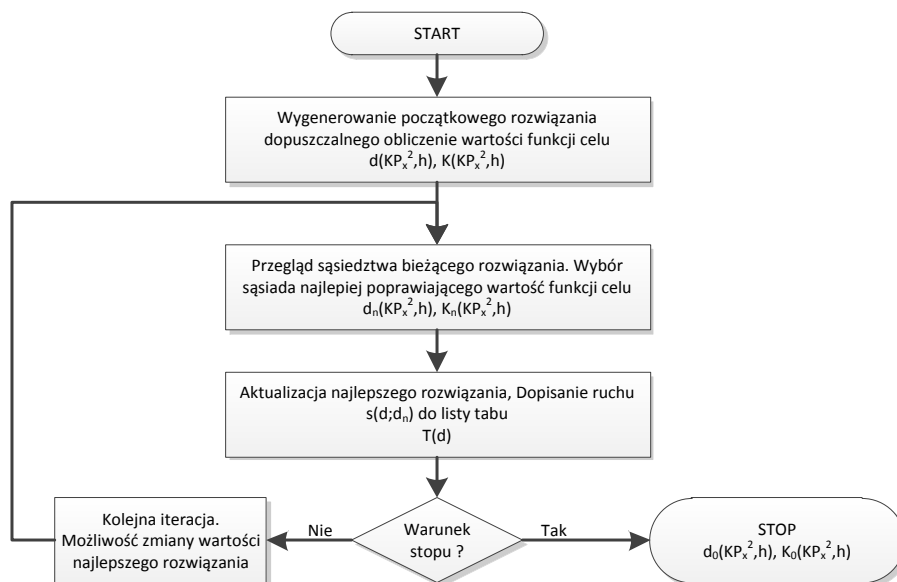 START
Wygenerowanie początkowego rozwiązania
dopuszczalnego obliczenie wartości funkcji celu
d(KPₓ²,h), K(KPₓ²,h)
Przegląd sąsiedztwa bieżącego rozwiązania. Wybór
sąsiada najlepiej poprawiającego wartość funkcji celu
dₙ(KPₓ²,h), Kₙ(KPₓ²,h)
Aktualizacja najlepszego rozwiązania, Dopisanie ruchu
s(d;dₙ) do listy tabu
T(d)
Kolejna iteracja.
Możliwość zmiany wartości
najlepszego rozwiązania
Nie
Warunek
stopu ?
Tak
STOP
d₀(KPₓ²,h), K₀(KPₓ²,h)